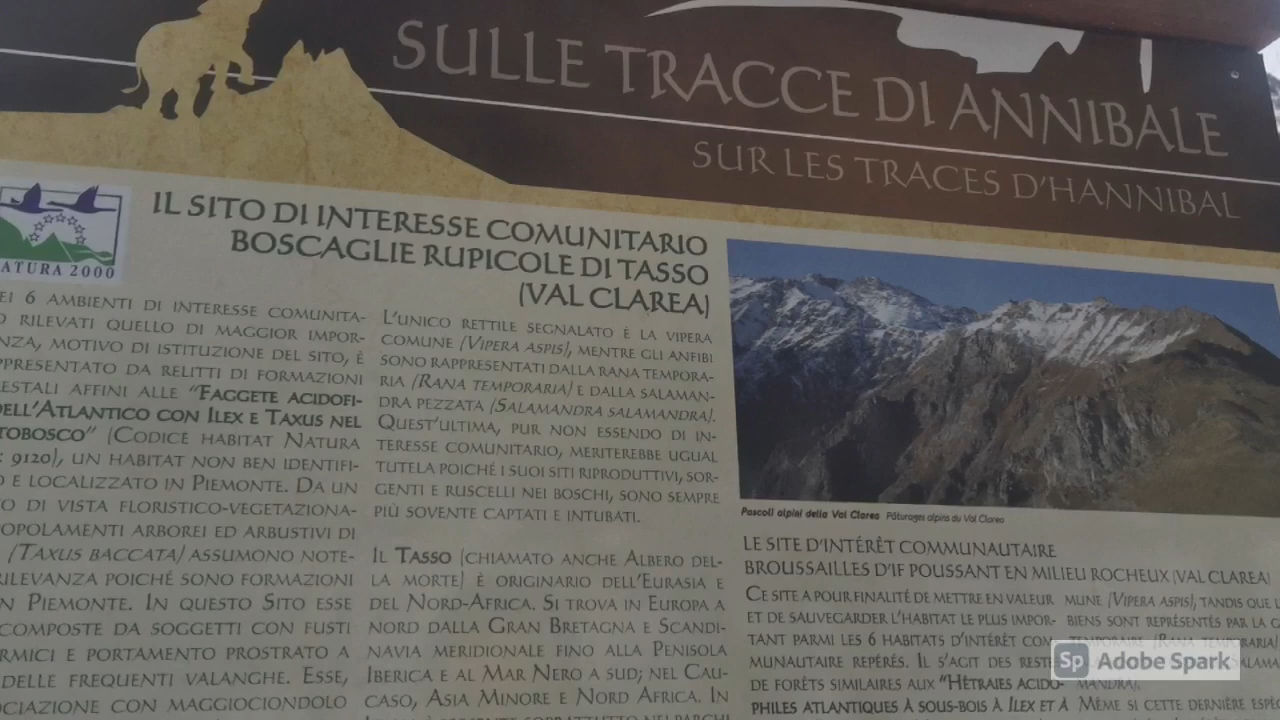 SULLE TRACCE DI ANNIBALE
SUR LES TRACES D'HANNIBAL
ATURA 2000
IL SITO DI INTERESSE COMUNITARIO
BOSCAGLIE RUPICOLE DI TASSO
(VAL CLAREA)
EI 6 AMBIENTI DI INTERESSE COMUNITA-
O RILEVATI QUELLO DI MAGGIOR IMPOR-
NZA, MOTIVO DI ISTITUZIONE DEL SITO, È
PPRESENTATO DA RELITTI DI FORMAZIONI
ESTALI AFFINI ALLE "FAGGETE ACIDOFI-
DELL'ATLANTICO CON ILEX E TAXUS NEL
TOBOSCO" (CODICE HABITAT NATURA
: 9120), UN HABITAT NON BEN IDENTIFI-
O E LOCALIZZATO IN PIEMONTE. DA UN
O DI VISTA FLORISTICO-VEGETAZIONA-
OPOLAMENTI ARBOREI ED ARBUSTIVI DI
(TAXUS BACCATA) ASSUMONO NOTE-
RILEVANZA POICHÉ SONO FORMAZIONI
N PIEMONTE. IN QUESTO SITO ESSE
COMPOSTE DA SOGGETTI CON FUSTI
RMICI E PORTAMENTO PROSTRATO A
DELLE FREQUENTI VALANGHE. ESSE,
OCIAZIONE CON MAGGIOCIONDOLO
L'UNICO RETTILE SEGNALATO È LA VIPERA
COMUNE (VIPERA ASPIS), MENTRE GLI ANFIBI
SONO RAPPRESENTATI DALLA RANA TEMPORA-
RIA (RANA TEMPORARIA) E DALLA SALAMAN-
DRA PEZZATA (SALAMANDRA SALAMANDRA).
QUEST'ULTIMA, PUR NON ESSENDO DI IN-
TERESSE COMUNITARIO, MERITEREBBE UGUAL
TUTELA POICHÉ I SUOI SITI RIPRODUTTIVI, SOR-
GENTI E RUSCELLI NEI BOSCHI, SONO SEMPRE
PIÙ SOVENTE CAPTATI E INTUBATI.
IL TASSO (CHIAMATO ANCHE ALBERO DEL-
LA MORTE) È ORIGINARIO DELL'EURASIA E
DEL NORD-AFRICA. SI TROVA IN EUROPA A
NORD DALLA GRAN BRETAGNA E SCANDI-
NAVIA MERIDIONALE FINO ALLA PENISOLA
IBERICA E AL MAR NERO A SUD; NEL CAU-
CASO, ASIA MINORE E NORD AFRICA. IN
Pascoli alpini della Val Clarea Pâturages alpins du Val Clarea
LE SITE D'INTÉRÊT COMMUNAUTAIRE
BROUSSAILLES D'IF POUSSANT EN MILIEU ROCHEUX (VAL CLAREA)
CE SITE A POUR FINALITÉ DE METTRE EN VALEUR
ET DE SAUVEGARDER L'HABITAT LE PLUS IMPOR-
TANT PARMI LES 6 HABITATS D'INTÉRÊT COM-
MUNAUTAIRE REPÉRÉS. IL S'AGIT DES RESTE
DE FORÊTS SIMILAIRES AUX "HÊTRAIES ACIDO-
PHILES ATLANTIQUES À SOUS-BOIS À ILEX ET À
MUNE (VIPERA ASPIS), TANDIS QUE L
BIENS SONT REPRÉSENTÉS PAR LA G
TEMPORAIRE (RANA TEMPORARIA)
SALAMA
MANDRA).
MÊME SI CETTE DERNIÈRE ESPÈ
Sp Adobe Spark